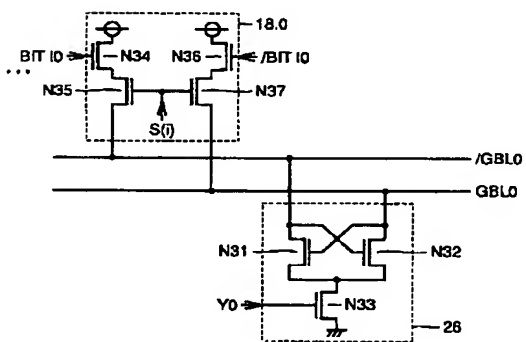 18.0
BIT I0
N34
N36
/BIT I0
...
N35
N37
S(i)
/GBL0
GBL0
N31
N32
Y0
N33
26